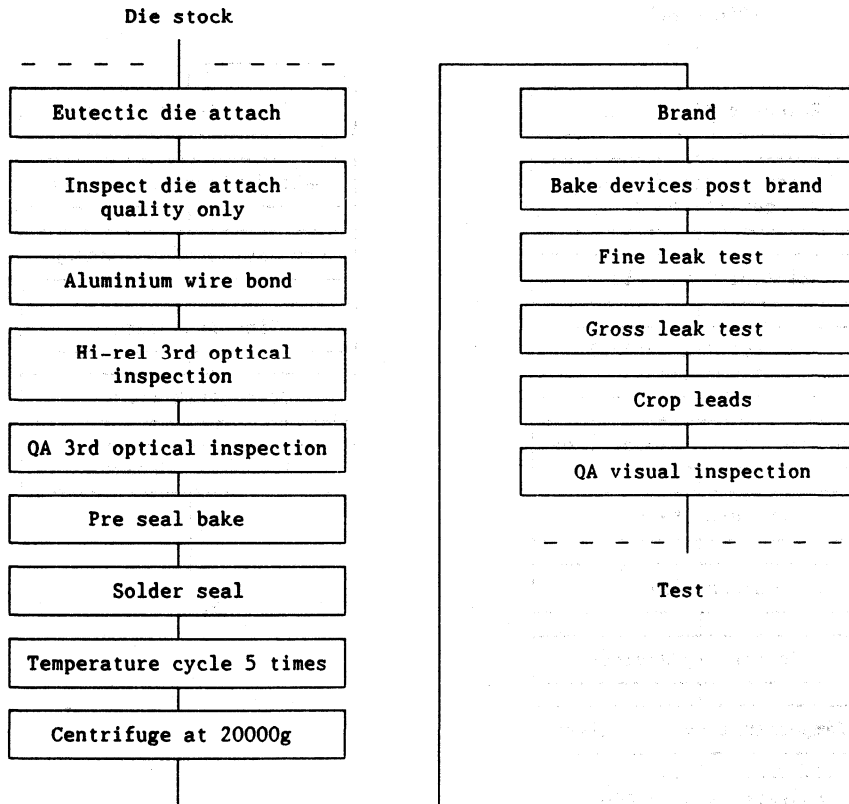 Die stock
Eutectic die attach
Inspect die attach
quality only
Aluminium wire bond
Hi-rel 3rd optical
inspection
QA 3rd optical inspection
Pre seal bake
Solder seal
Temperature cycle 5 times
Centrifuge at 20000g
Brand
Bake devices post brand
Fine leak test
Gross leak test
Crop leads
QA visual inspection
Test